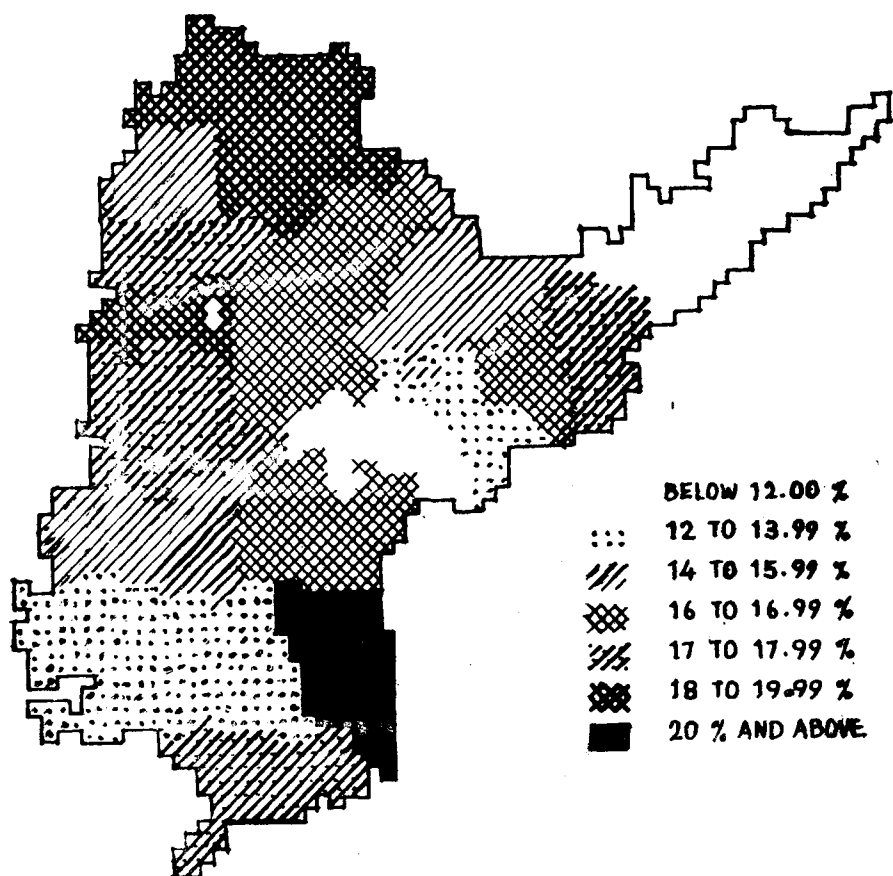 BELOW 12.00 %
12 TO 13.99 %
14 TO 15.99 %
16 TO 16.99 %
17 TO 17.99 %
18 TO 19.99 %
20 % AND ABOVE